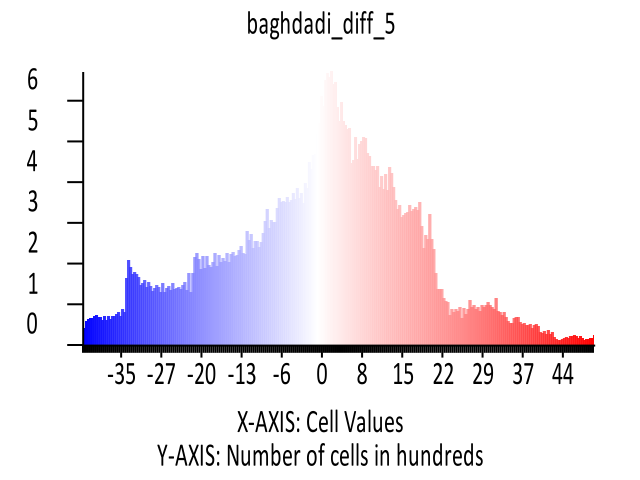 baghdadi_diff_5
6
5
4
3
2
1
0
-35 -27 -20 -13 -6 0 8 15 22 29 37 44
X-AXIS: Cell Values
Y-AXIS: Number of cells in hundreds